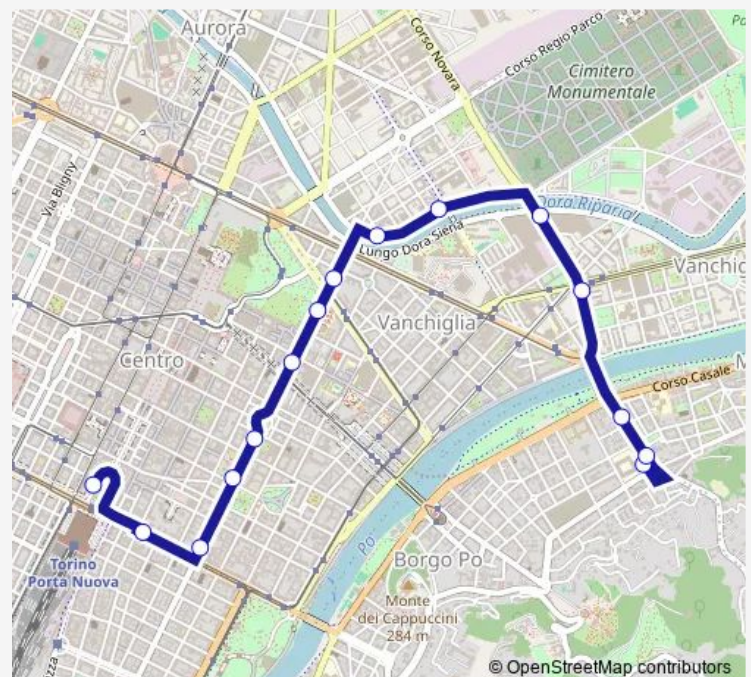 Aurora
Corso Novara
Corso Regio Parco
Cimitero
Monumentale
Via Bligny
Dora Riparia
Lungo Dora Siena
Vanchiglia
Vanchig
Centro
Corso Casale
Torino
Porta Nuova
Po
Borgo Po
Monte
dei Cappuccini
284 m
© OpenStreetMap contributors